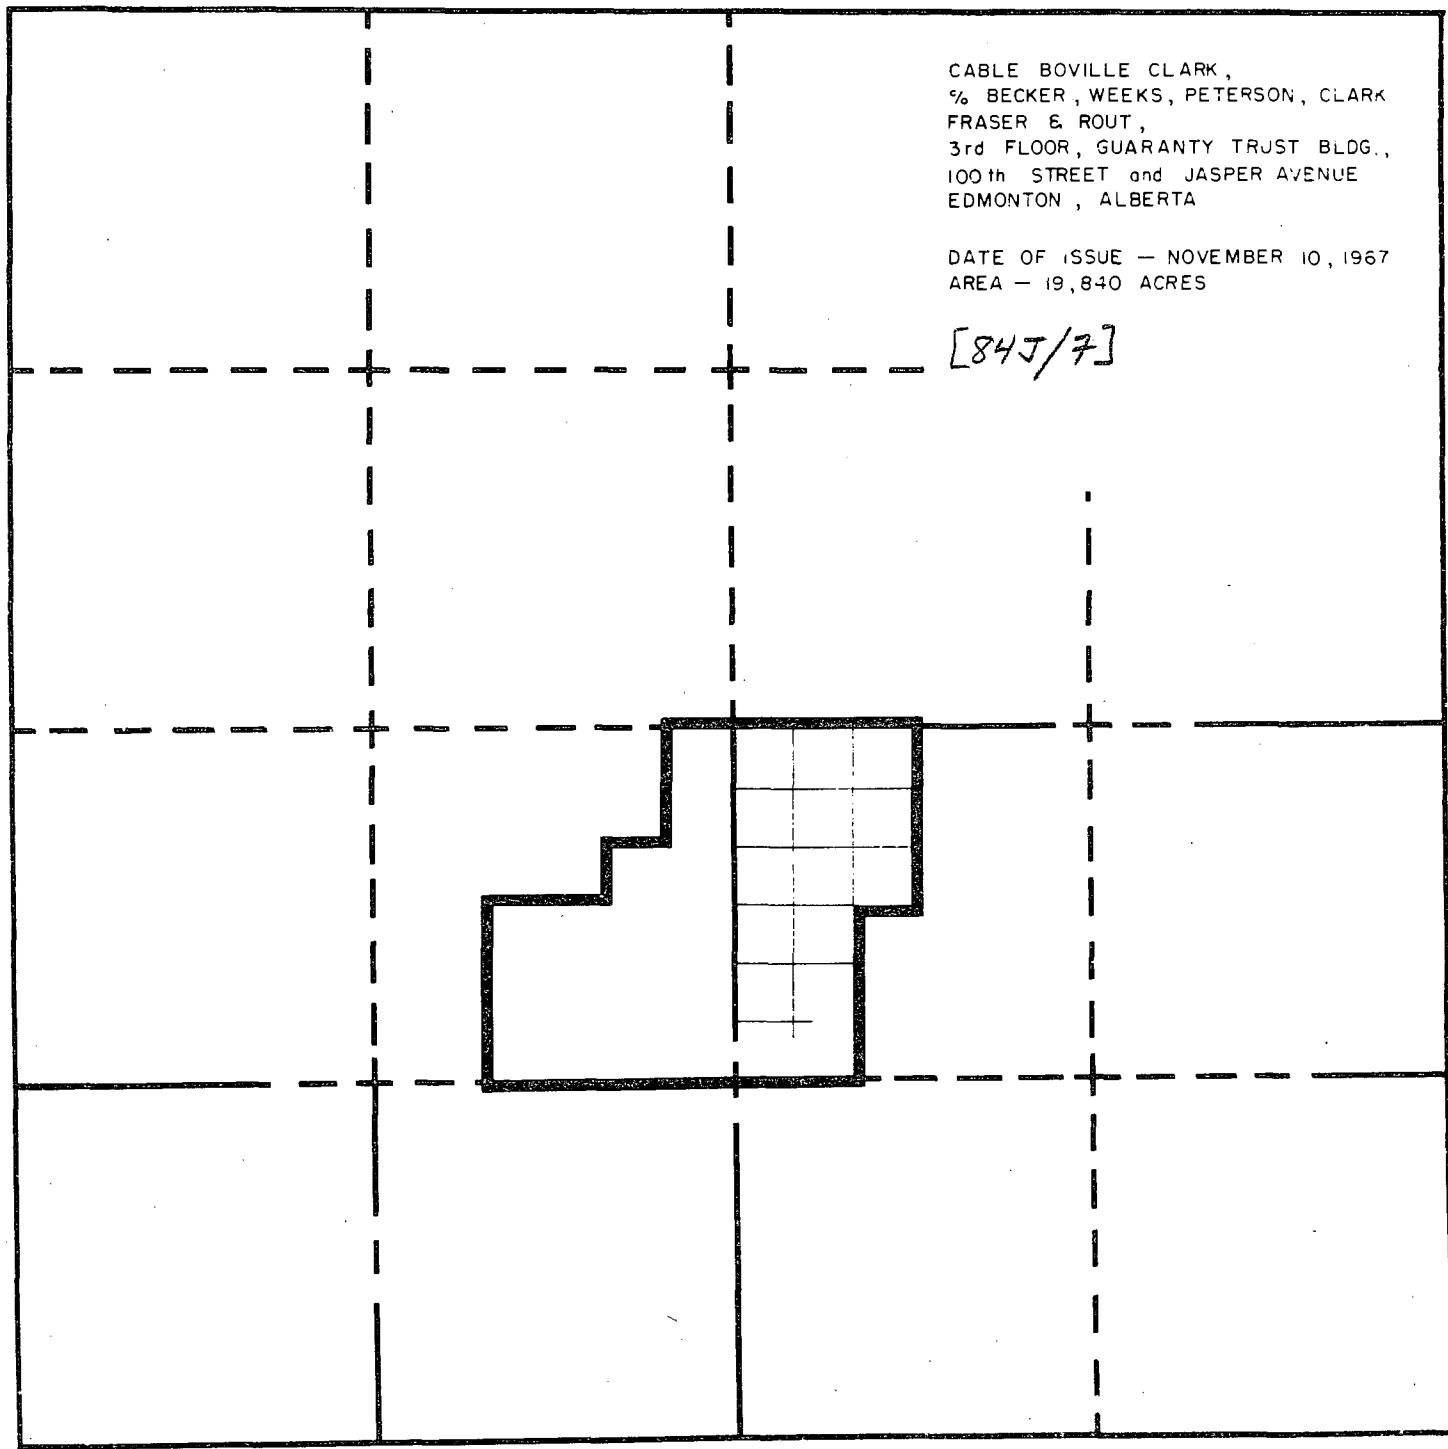 CABLE BOVILLE CLARK,
℅ BECKER, WEEKS, PETERSON, CLARK
FRASER & ROUT,
3rd FLOOR, GUARANTY TRUST BLDG.,
100th STREET and JASPER AVENUE
EDMONTON, ALBERTA
DATE OF ISSUE — NOVEMBER 10, 1967
AREA — 19,840 ACRES
[84J/7]